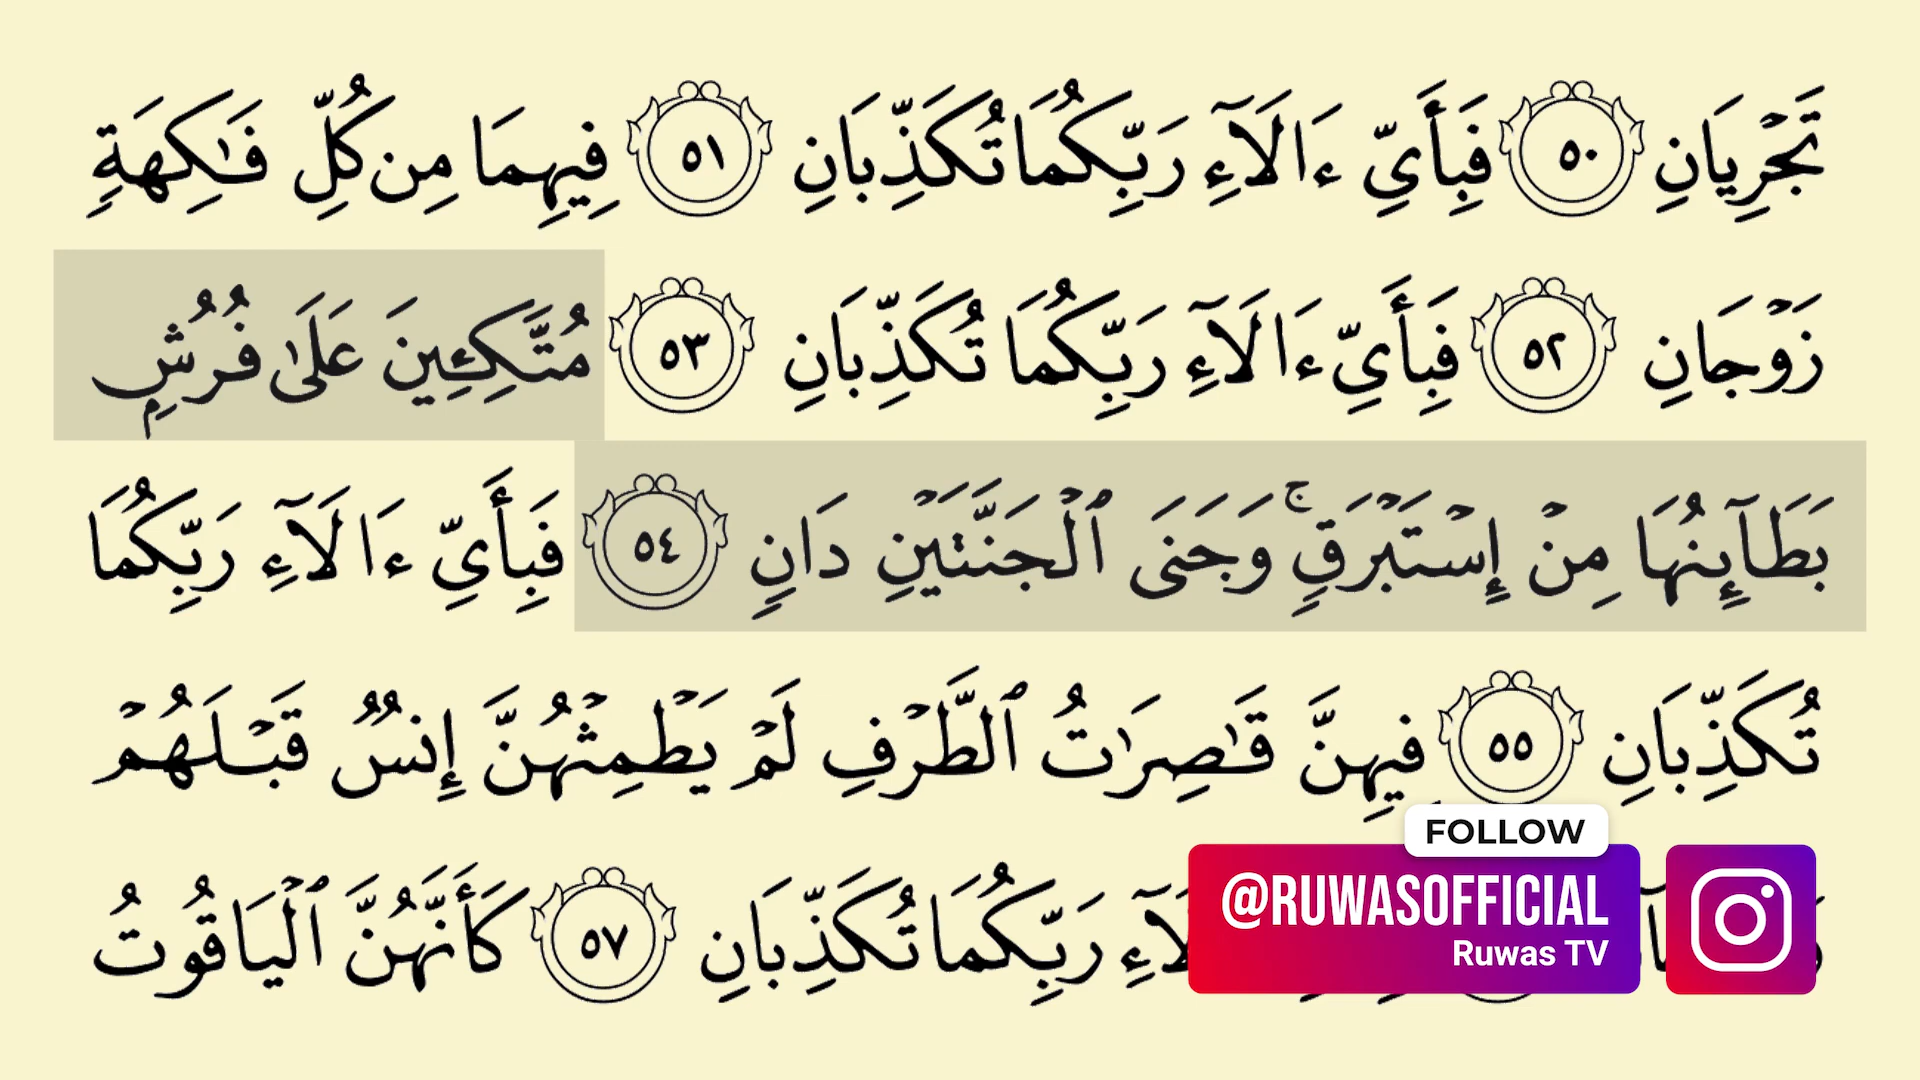 تَجۡرِيَانِ ٥٠ فَبِأَيِّ ءَالَآءِ رَبِّكُمَا تُكَذِّبَانِ ٥١ فِيهِمَا مِن كُلِّ فَـٰكِهَةٖ
زَوۡجَانِ ٥٢ فَبِأَيِّ ءَالَآءِ رَبِّكُمَا تُكَذِّبَانِ ٥٣ مُتَّكِـِٔينَ عَلَىٰ فُرُشِۭ
بَطَآئِنُهَا مِنۡ إِسۡتَبۡرَقٖۚ وَجَنَى ٱلۡجَنَّتَيۡنِ دَانٖ ٥٤ فَبِأَيِّ ءَالَآءِ رَبِّكُمَا
تُكَذِّبَانِ ٥٥ فِيهِنَّ قَـٰصِرَٰتُ ٱلطَّرۡفِ لَمۡ يَطۡمِثۡهُنَّ إِنسٞ قَبۡلَهُمۡ
تُكَذِّبَانِ ٥٧ كَأَنَّهُنَّ ٱلۡيَاقُوتُ
FOLLOW
@RUWASOFFICIAL
Ruwas TV